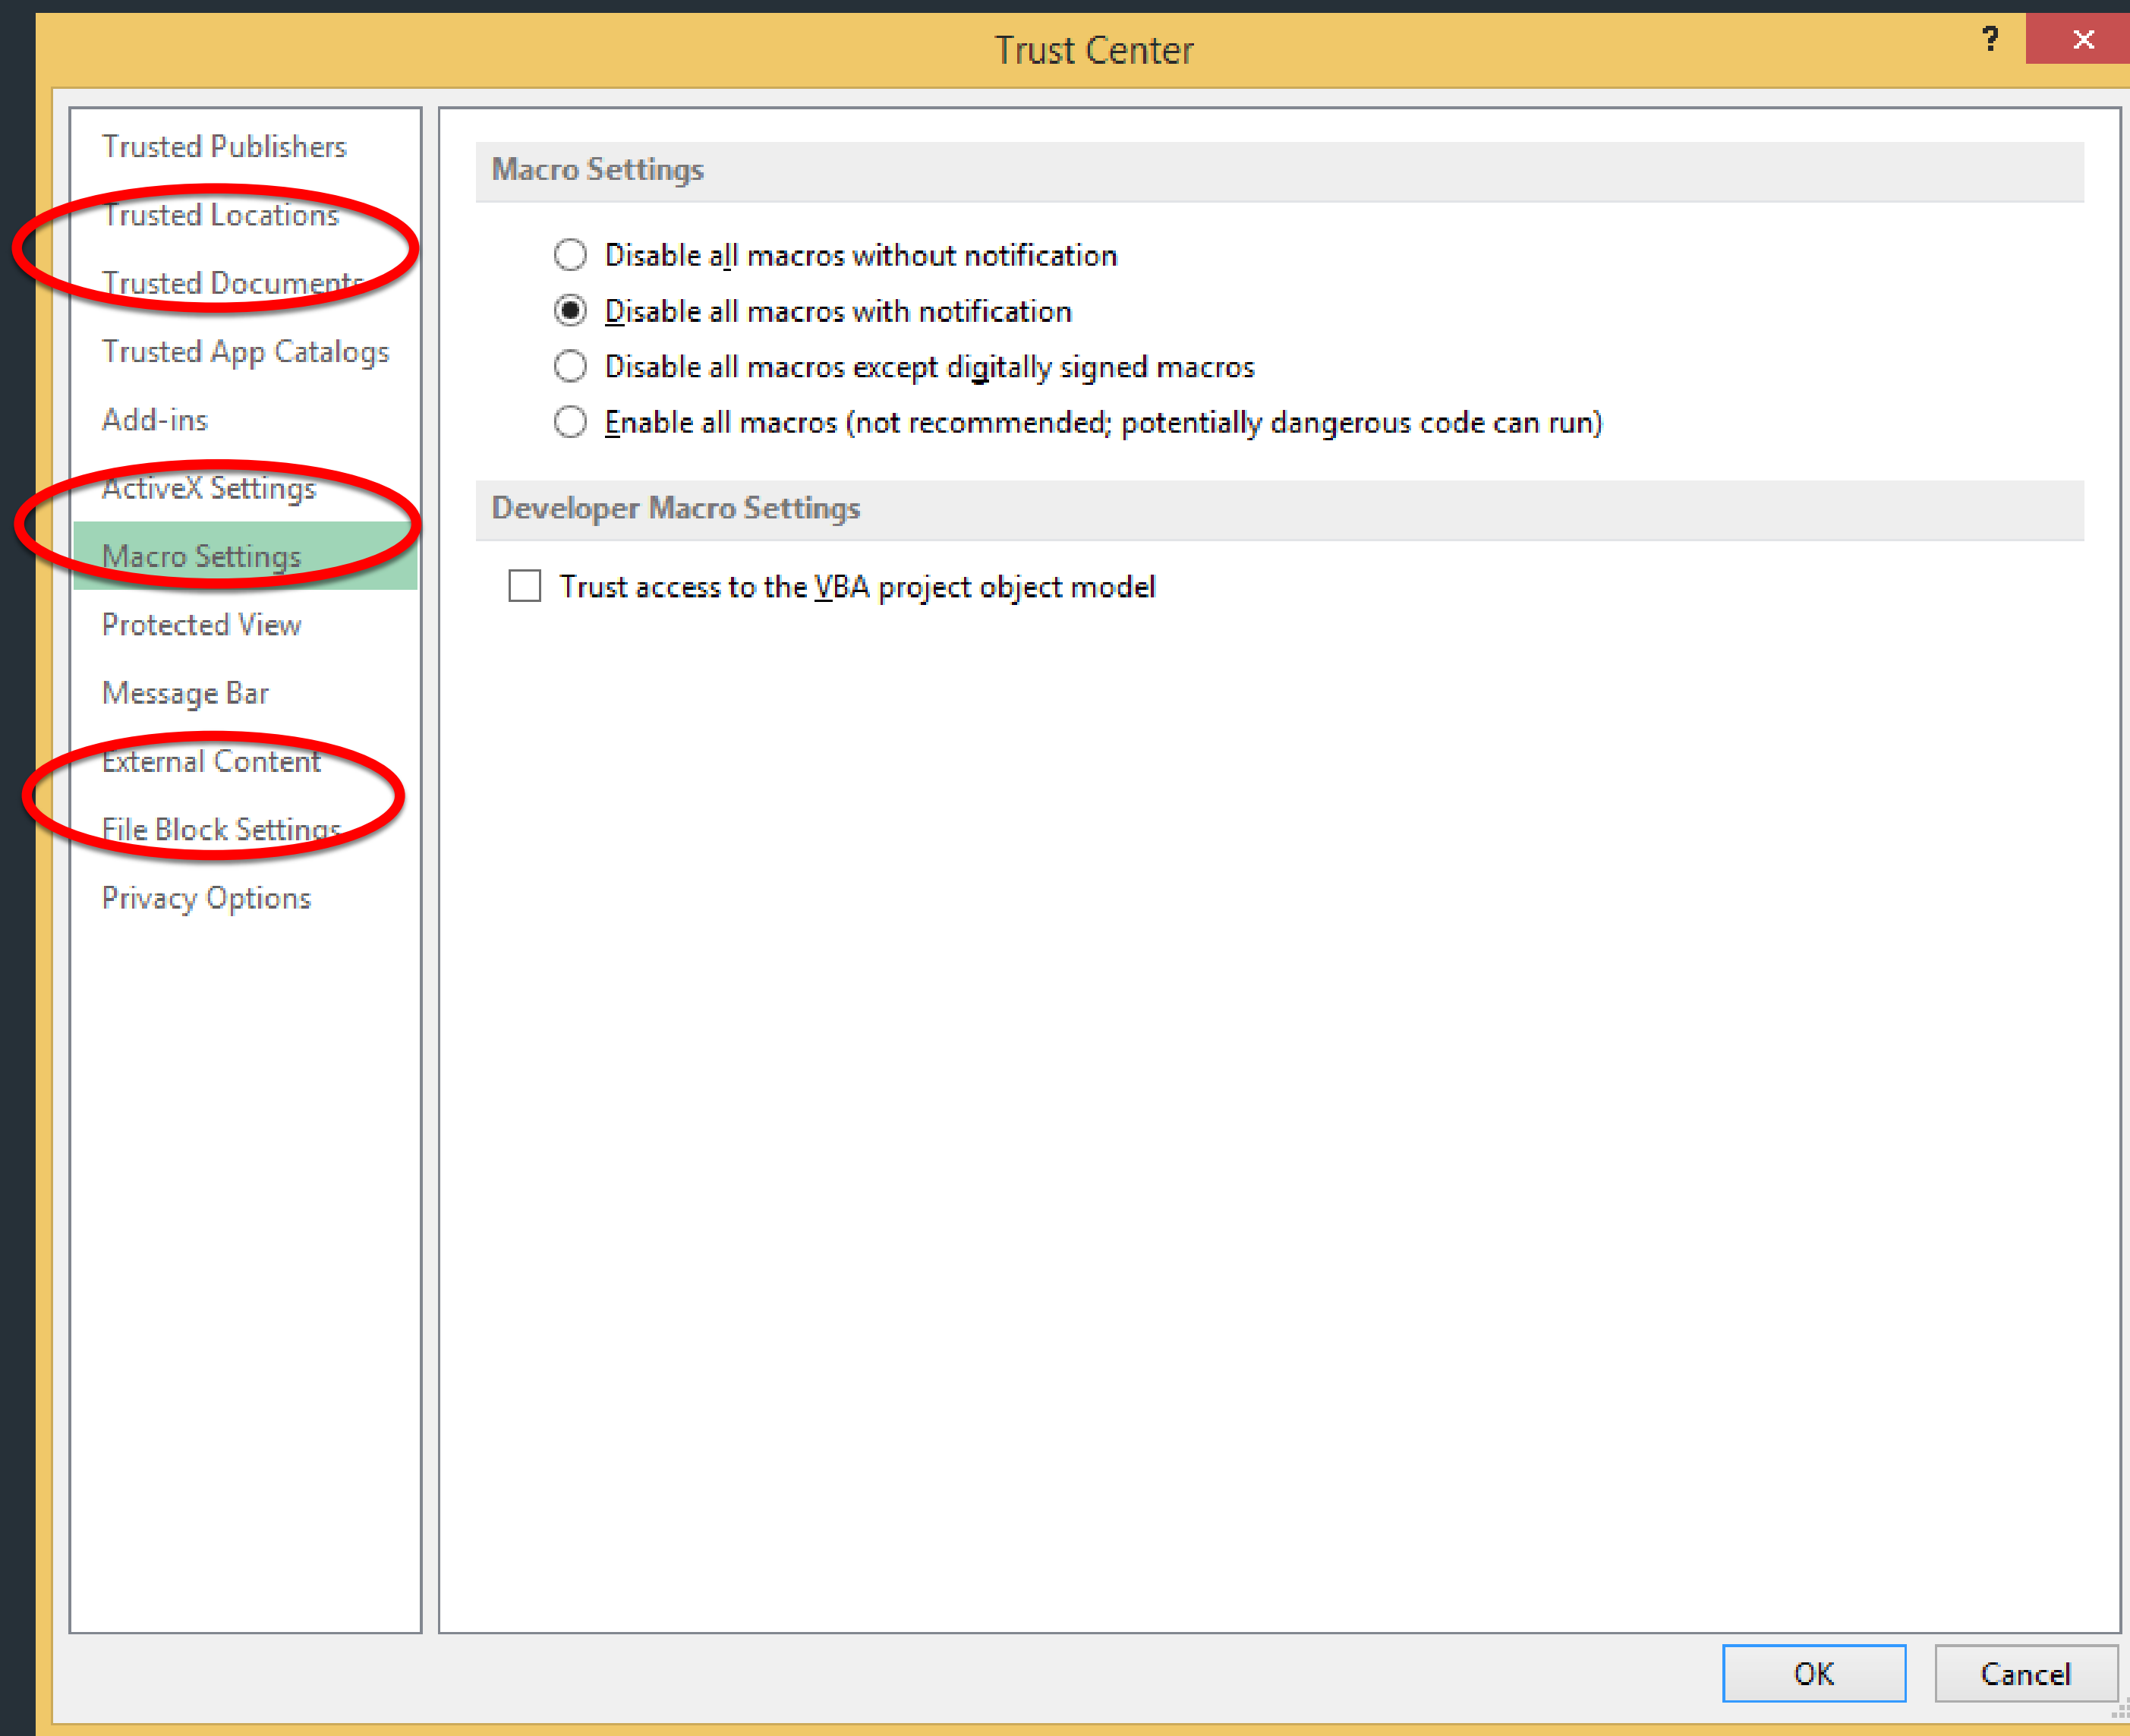 Trust Center
?
Trusted Publishers
Trusted Locations
Trusted Documents
Trusted App Catalogs
Add-ins
ActiveX Settings
Macro Settings
Protected View
Message Bar
External Content
File Block Settings
Privacy Options
Macro Settings
Disable all macros without notification
Disable all macros with notification
Disable all macros except digitally signed macros
Enable all macros (not recommended; potentially dangerous code can run)
Developer Macro Settings
Trust access to the VBA project object model
OK
Cancel